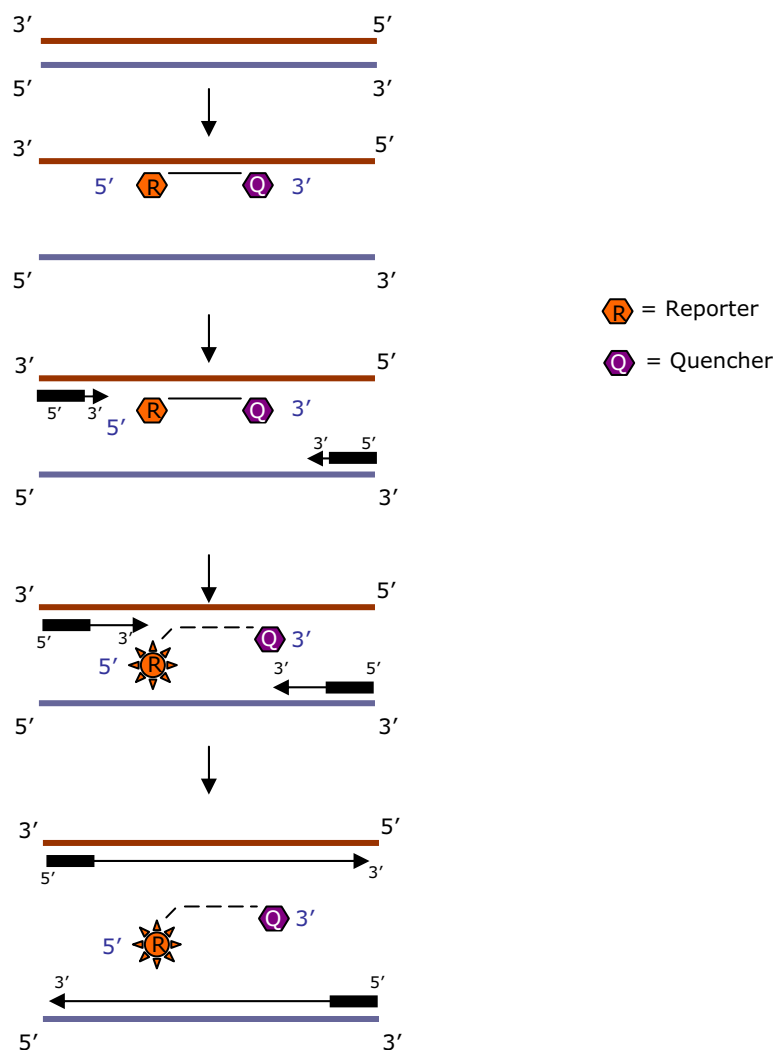 3′ 5′
5′ 3′
3′ 5′
5′ R Q 3′
5′ 3′
R = Reporter
Q = Quencher
3′ 5′
5′ 3′ 5′ R Q 3′
3′ 5′
5′ 3′
3′ 5′
5′ 3′ 5′ R Q 3′
3′ 5′
5′ 3′
3′ 5′
5′ 3′
5′ R Q 3′
3′ 5′
5′ 3′